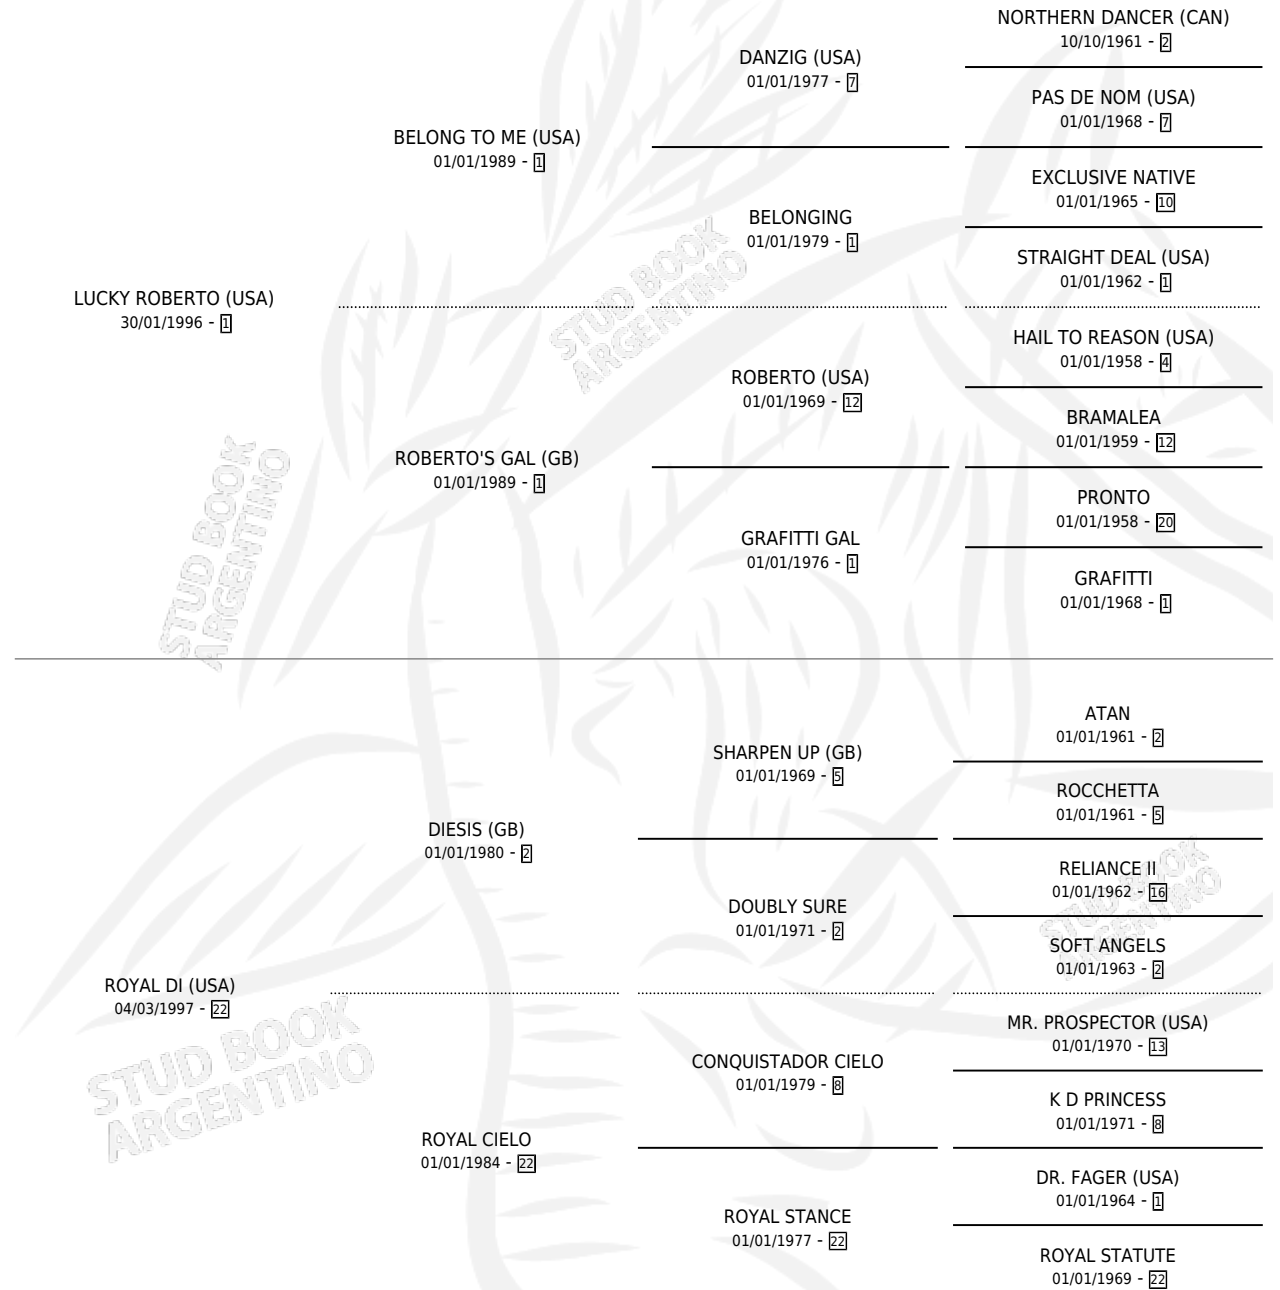 NORTHERN DANCER (CAN)
10/10/1961 - 2
DANZIG (USA)
01/01/1977 - 7
PAS DE NOM (USA)
01/01/1968 - 7
BELONG TO ME (USA)
01/01/1989 - 1
EXCLUSIVE NATIVE
01/01/1965 - 10
BELONGING
01/01/1979 - 1
STRAIGHT DEAL (USA)
01/01/1962 - 1
LUCKY ROBERTO (USA)
30/01/1996 - 1
HAIL TO REASON (USA)
01/01/1958 - 4
ROBERTO (USA)
01/01/1969 - 12
BRAMALEA
01/01/1959 - 12
ROBERTO'S GAL (GB)
01/01/1989 - 1
PRONTO
01/01/1958 - 20
GRAFITTI GAL
01/01/1976 - 1
GRAFITTI
01/01/1968 - 1
STUD BOOK
ARGENTINO
STUD BOOK
ARGENTINO
ATAN
01/01/1961 - 2
SHARPEN UP (GB)
01/01/1969 - 5
ROCCHETTA
01/01/1961 - 5
DIESIS (GB)
01/01/1980 - 2
RELIANCE II
01/01/1962 - 16
DOUBLY SURE
01/01/1971 - 2
SOFT ANGELS
01/01/1963 - 2
ROYAL DI (USA)
04/03/1997 - 22
MR. PROSPECTOR (USA)
01/01/1970 - 13
CONQUISTADOR CIELO
01/01/1979 - 8
K D PRINCESS
01/01/1971 - 8
ROYAL CIELO
01/01/1984 - 22
DR. FAGER (USA)
01/01/1964 - 1
ROYAL STANCE
01/01/1977 - 22
ROYAL STATUTE
01/01/1969 - 22
STUD BOOK
ARGENTINO
STUD BOOK
ARGENTINO